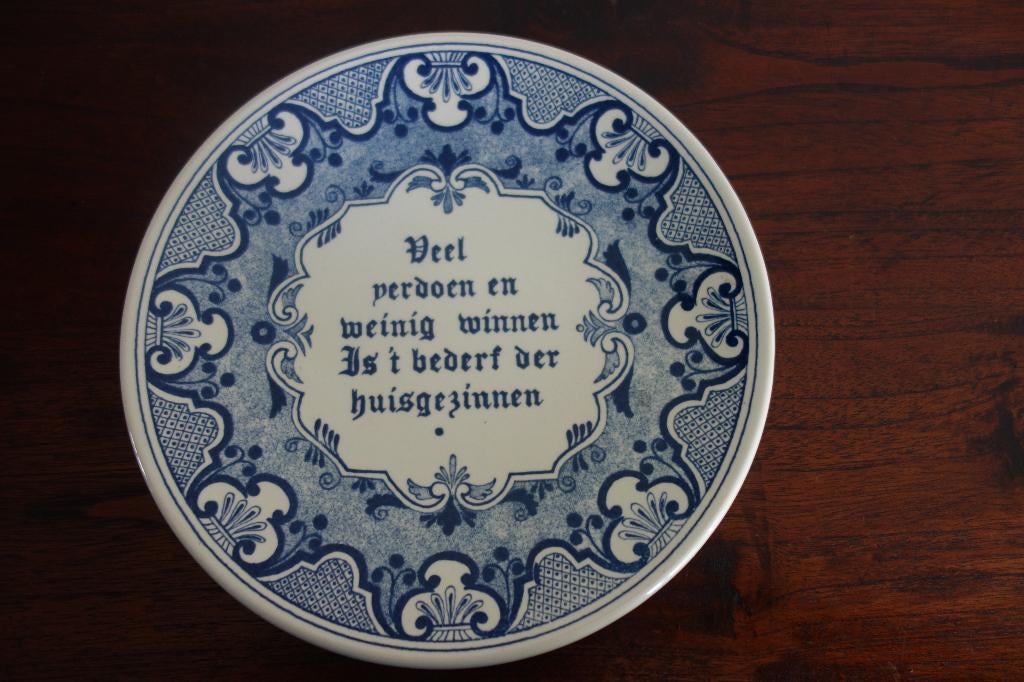 Veel
verdoen en
weinig winnen
Is 't bederf der
huisgezinnen